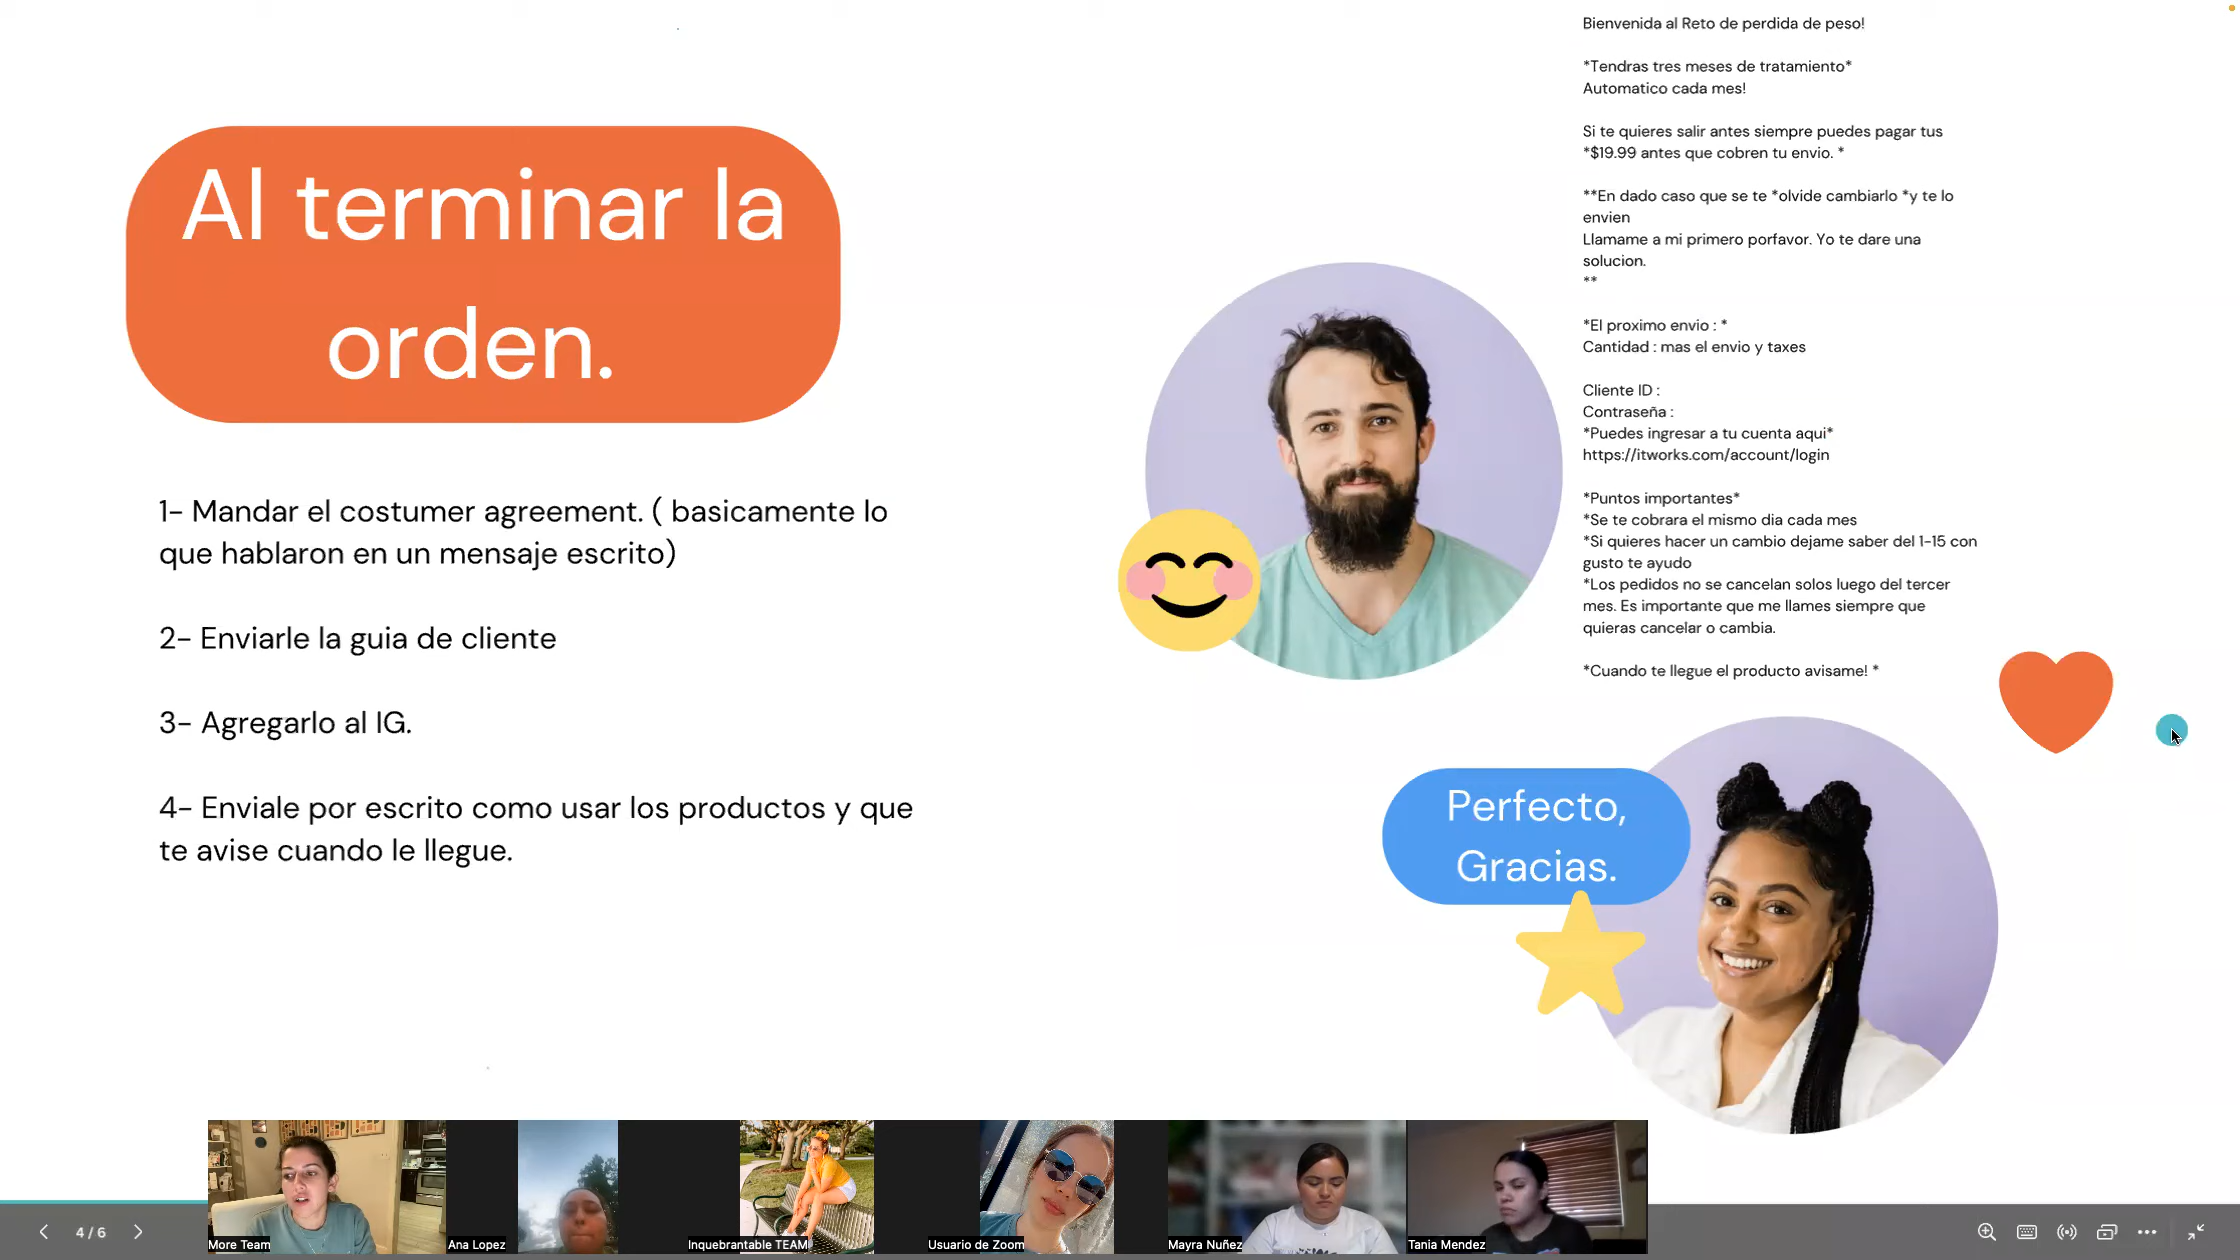 Al terminar la
orden.
1- Mandar el costumer agreement. ( basicamente lo
que hablaron en un mensaje escrito)
2- Enviarle la guia de cliente
3- Agregarlo al IG.
4- Enviale por escrito como usar los productos y que
te avise cuando le llegue.
Bienvenida al Reto de perdida de peso!
*Tendras tres meses de tratamiento*
Automatico cada mes!
Si te quieres salir antes siempre puedes pagar tus
*$19.99 antes que cobren tu envio. *
**En dado caso que se te *olvide cambiarlo *y te lo
envien
Llamame a mi primero porfavor. Yo te dare una
solucion.
**
*El proximo envio : *
Cantidad : mas el envio y taxes
Cliente ID :
Contraseña :
*Puedes ingresar a tu cuenta aqui*
https://itworks.com/account/login
*Puntos importantes*
*Se te cobrara el mismo dia cada mes
*Si quieres hacer un cambio dejame saber del 1-15 con
gusto te ayudo
*Los pedidos no se cancelan solos luego del tercer
mes. Es importante que me llames siempre que
quieras cancelar o cambia.
*Cuando te llegue el producto avisame! *
Perfecto,
Gracias.
4 / 6
More Team
Ana Lopez
Inquebrantable TEAM
Usuario de Zoom
Mayra Nuñez
Tania Mendez